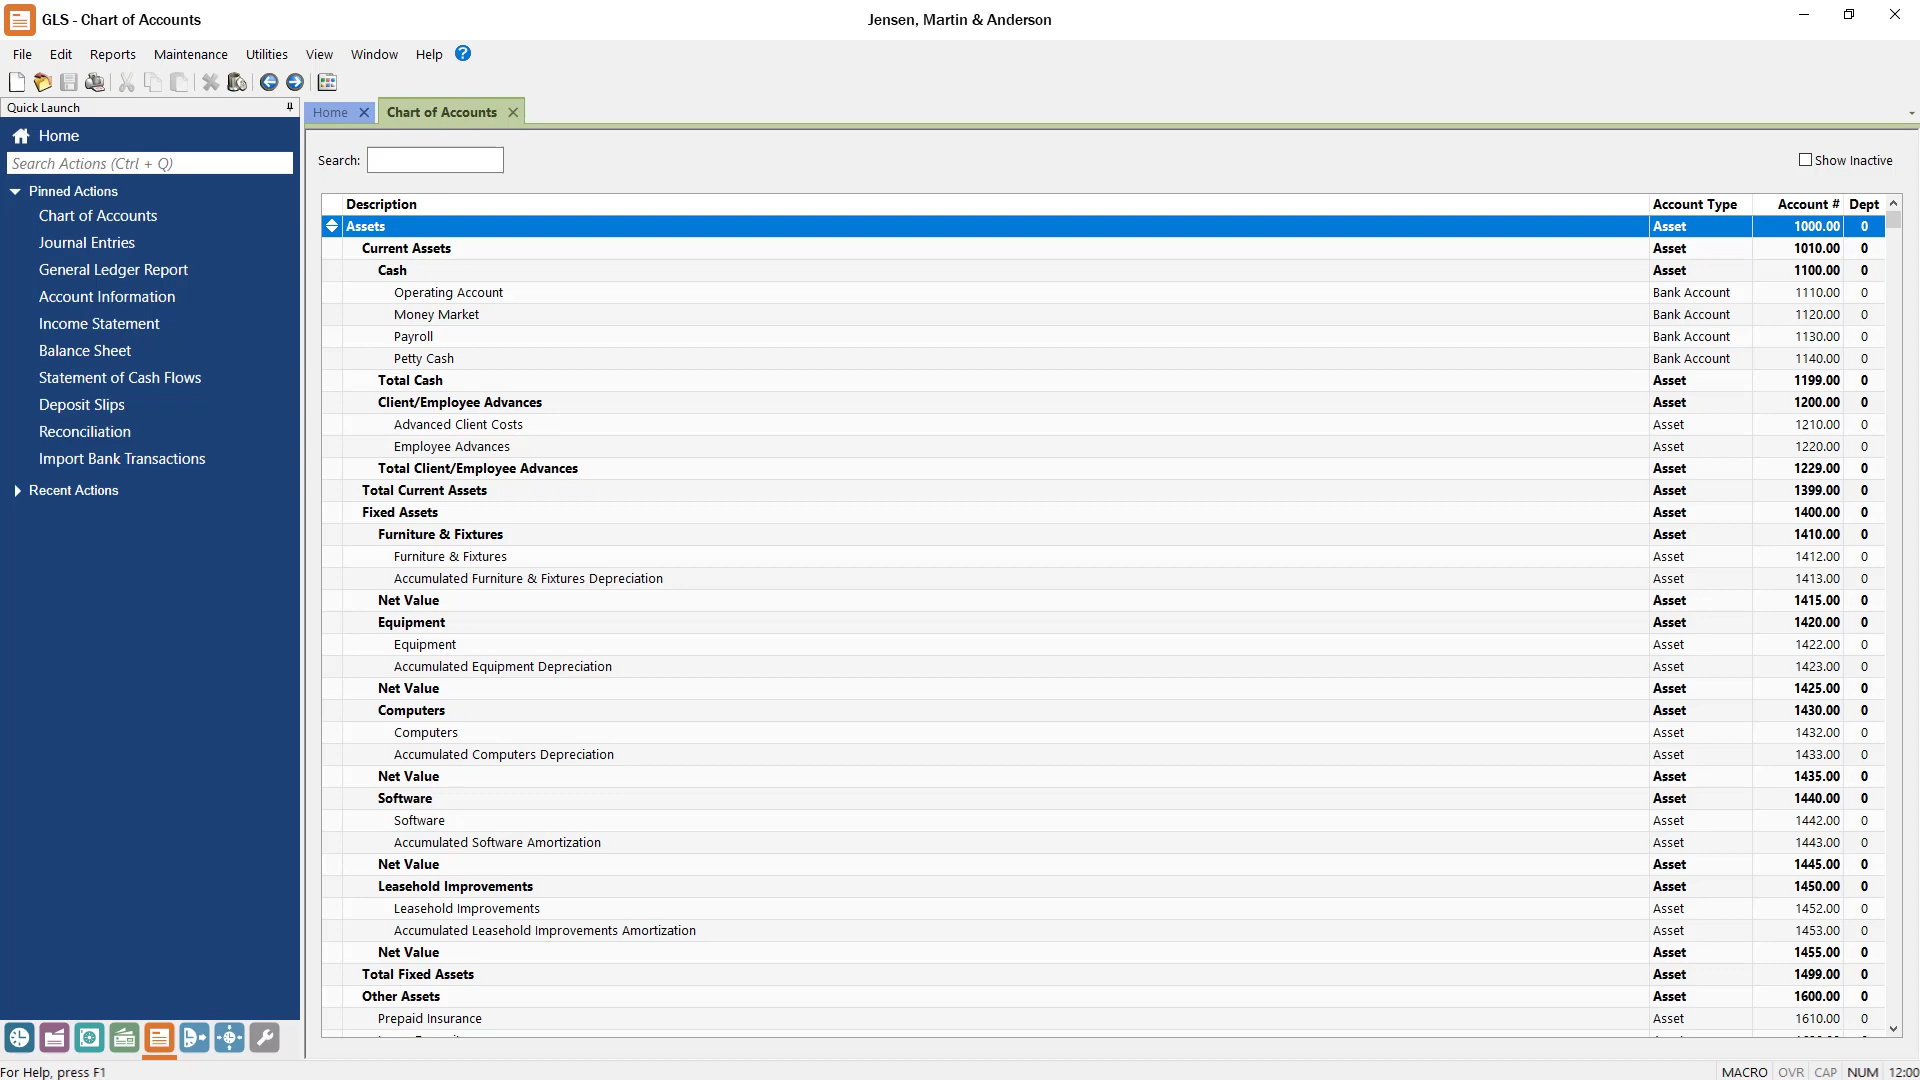 GLS - Chart of Accounts
Jensen, Martin & Anderson
File Edit Reports Maintenance Utilities View Window Help ?
Quick Launch
Home
Search Actions (Ctrl + Q)
Pinned Actions
Chart of Accounts
Journal Entries
General Ledger Report
Account Information
Income Statement
Balance Sheet
Statement of Cash Flows
Deposit Slips
Reconciliation
Import Bank Transactions
Recent Actions
Home Chart of Accounts
Search:
Show Inactive
Description Account Type Account # Dept
Assets Asset 1000.00 0
Current Assets Asset 1010.00 0
Cash Asset 1100.00 0
Operating Account Bank Account 1110.00 0
Money Market Bank Account 1120.00 0
Payroll Bank Account 1130.00 0
Petty Cash Bank Account 1140.00 0
Total Cash Asset 1199.00 0
Client/Employee Advances Asset 1200.00 0
Advanced Client Costs Asset 1210.00 0
Employee Advances Asset 1220.00 0
Total Client/Employee Advances Asset 1229.00 0
Total Current Assets Asset 1399.00 0
Fixed Assets Asset 1400.00 0
Furniture & Fixtures Asset 1410.00 0
Furniture & Fixtures Asset 1412.00 0
Accumulated Furniture & Fixtures Depreciation Asset 1413.00 0
Net Value Asset 1415.00 0
Equipment Asset 1420.00 0
Equipment Asset 1422.00 0
Accumulated Equipment Depreciation Asset 1423.00 0
Net Value Asset 1425.00 0
Computers Asset 1430.00 0
Computers Asset 1432.00 0
Accumulated Computers Depreciation Asset 1433.00 0
Net Value Asset 1435.00 0
Software Asset 1440.00 0
Software Asset 1442.00 0
Accumulated Software Amortization Asset 1443.00 0
Net Value Asset 1445.00 0
Leasehold Improvements Asset 1450.00 0
Leasehold Improvements Asset 1452.00 0
Accumulated Leasehold Improvements Amortization Asset 1453.00 0
Net Value Asset 1455.00 0
Total Fixed Assets Asset 1499.00 0
Other Assets Asset 1600.00 0
Prepaid Insurance Asset 1610.00 0
For Help, press F1
MACRO OVR CAP NUM 12:00